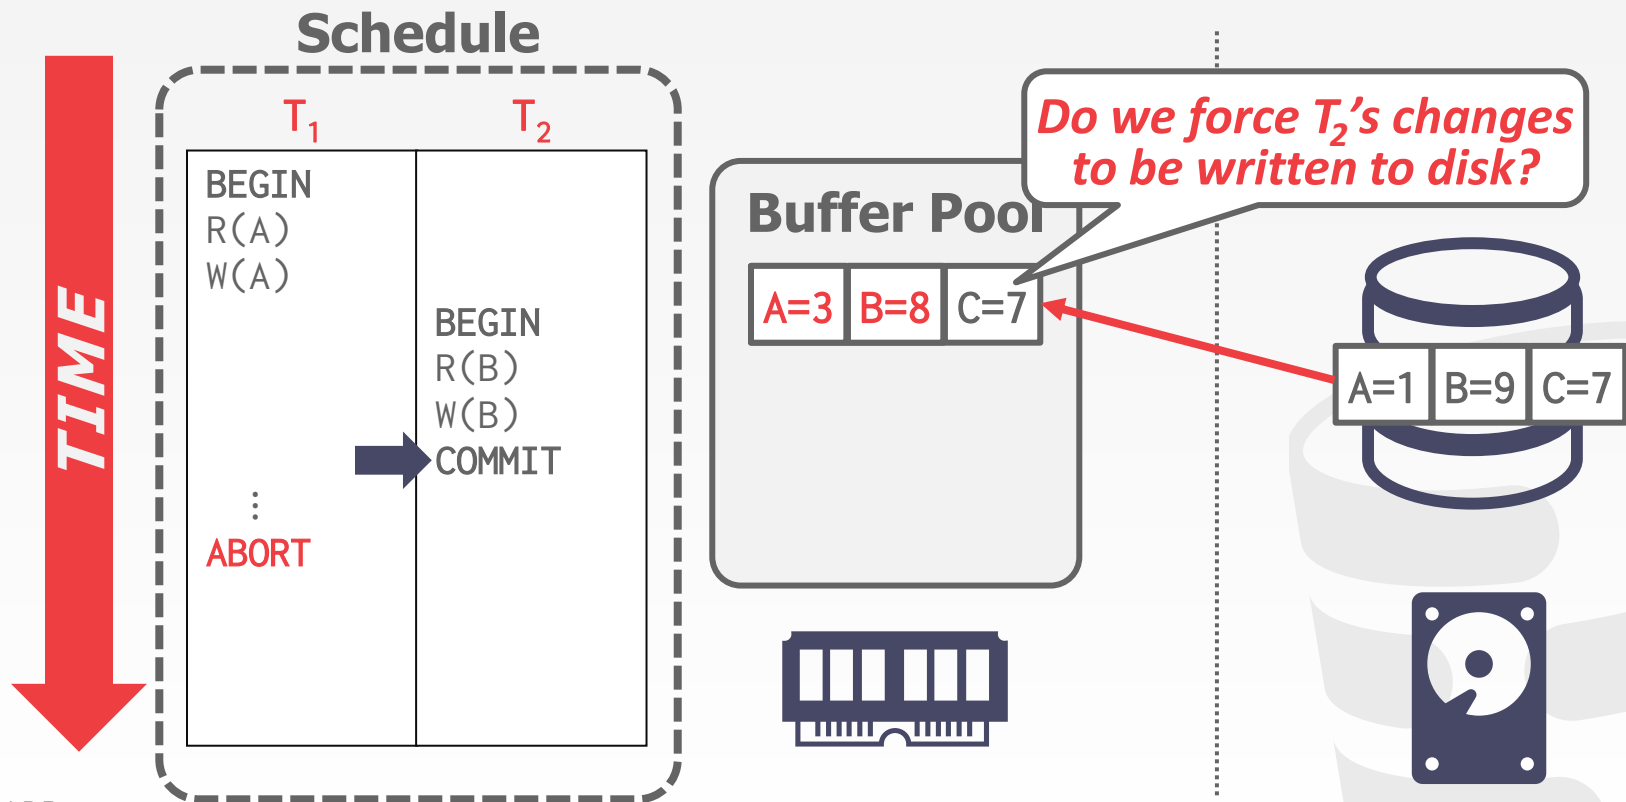 Schedule
TIME
T1
T2
BEGIN
R(A)
W(A)
BEGIN
R(B)
W(B)
COMMIT
⋮
ABORT
Do we force T2's changes
to be written to disk?
Buffer Pool
A=3 B=8 C=7
A=1 B=9 C=7